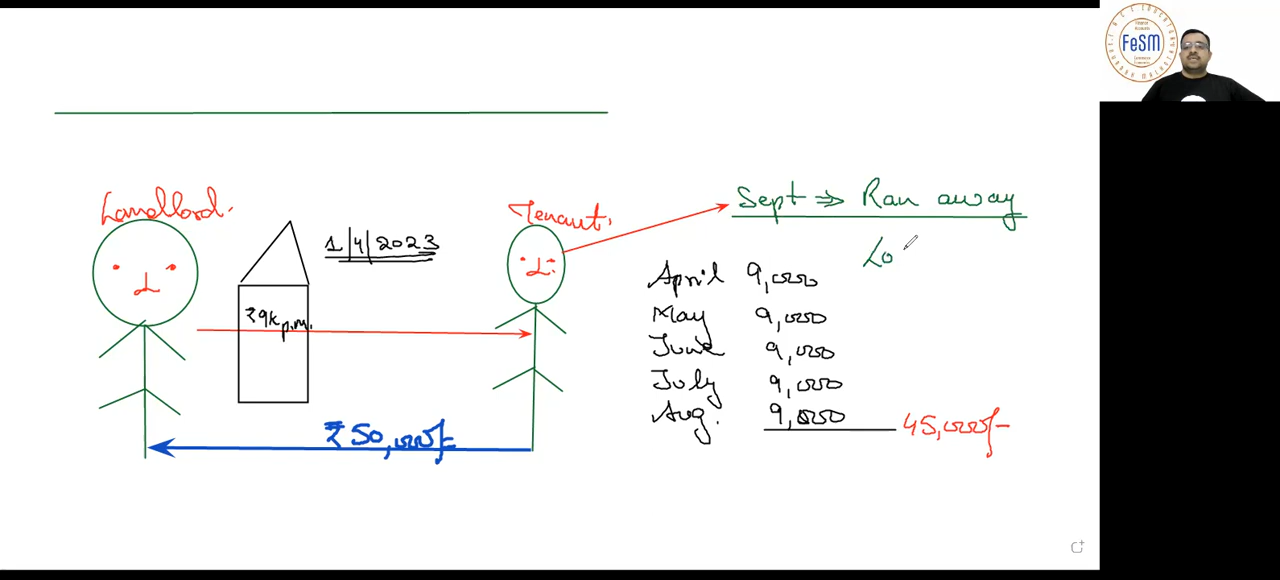 FeSM
Landlord.
Tenant.
Sept ⇒ Ran away
1/4/2023
Lo
April 9,000
₹9k p.m.
May 9,000
June 9,000
July 9,000
Aug. 9,000
45,000/-
₹50,000/-